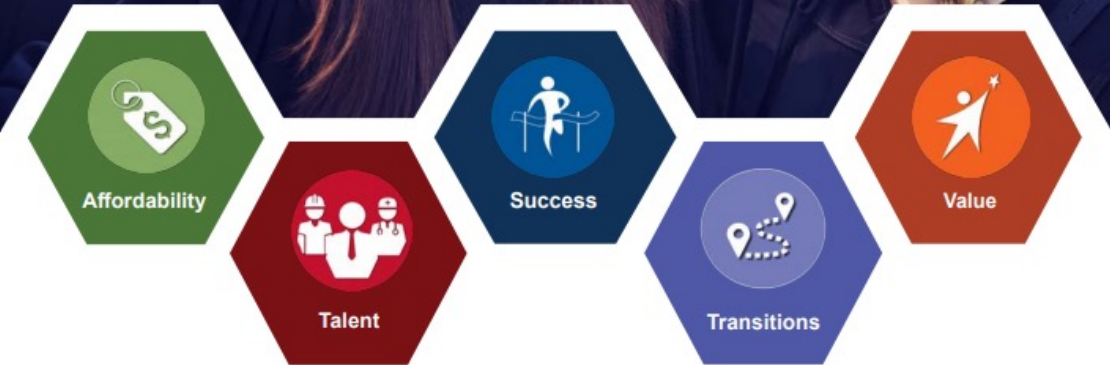 Affordability
Talent
Success
Transitions
Value